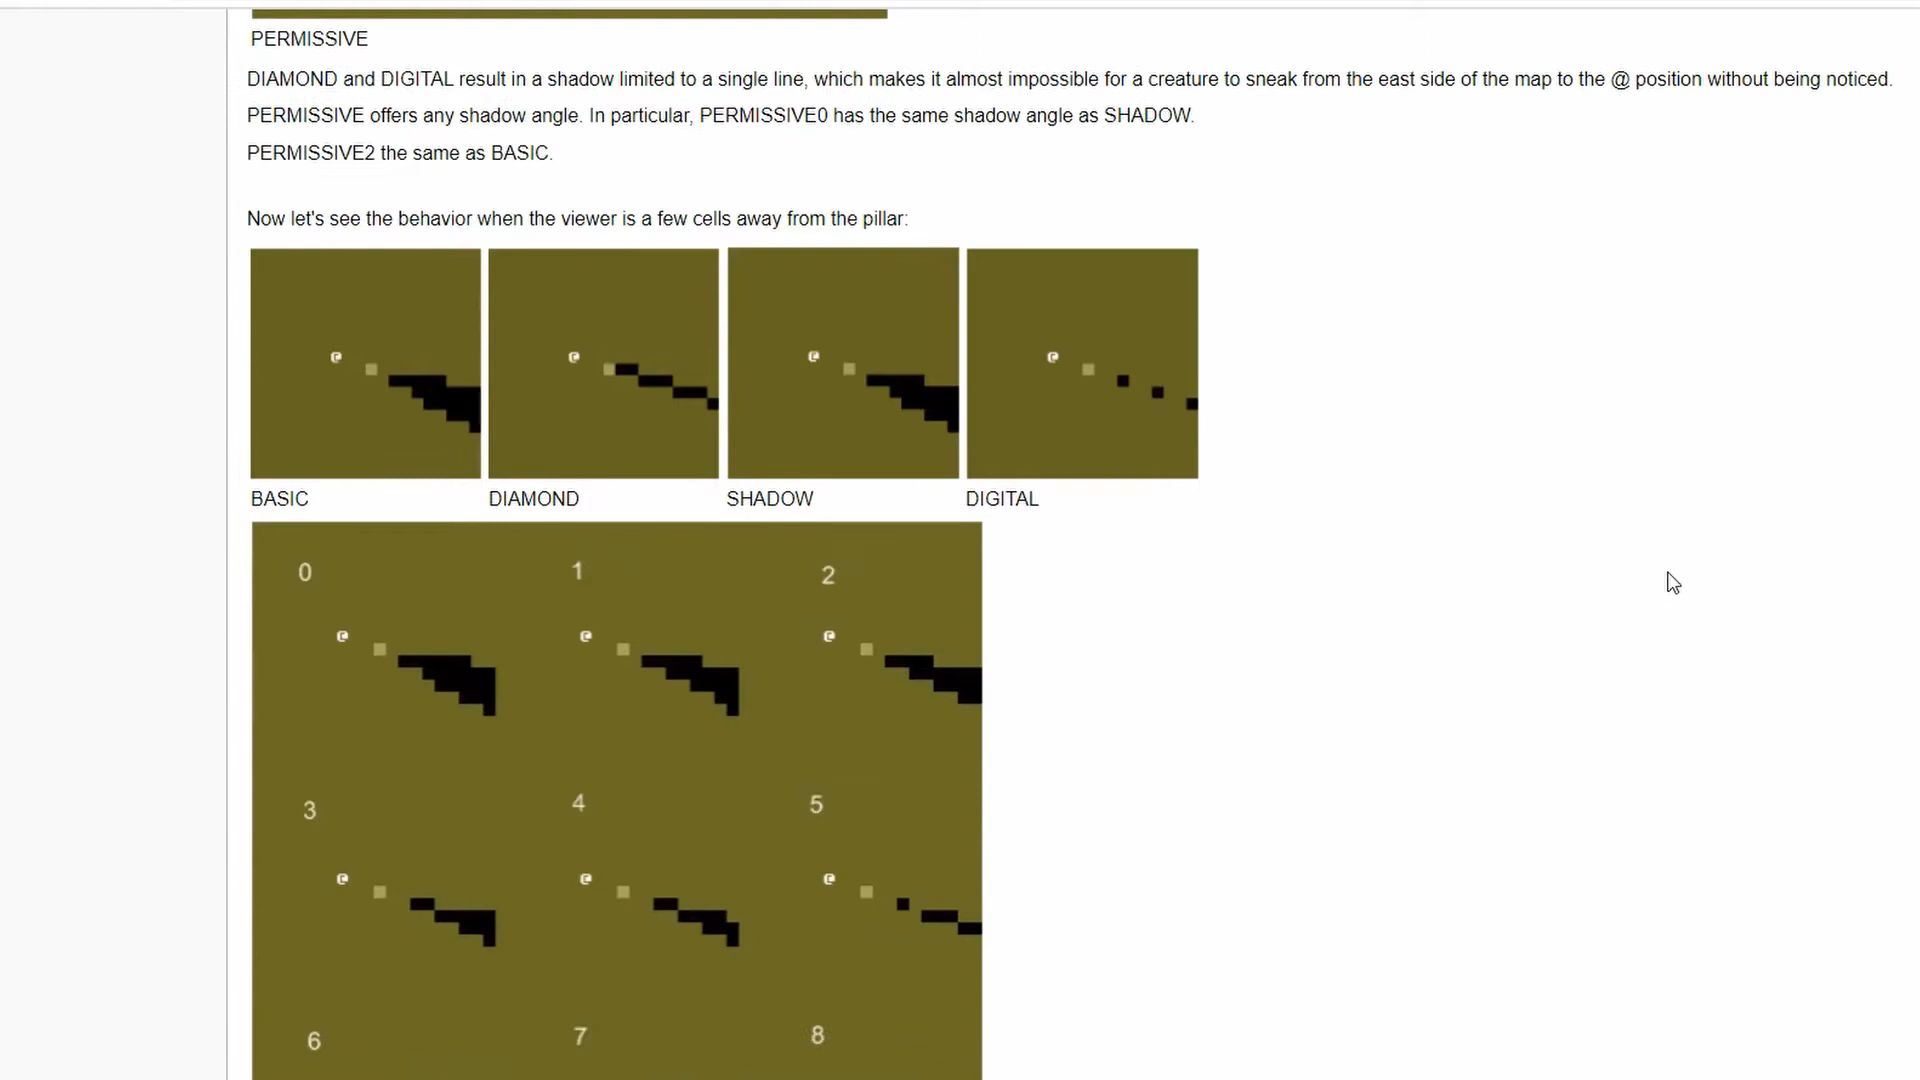 PERMISSIVE
DIAMOND and DIGITAL result in a shadow limited to a single line, which makes it almost impossible for a creature to sneak from the east side of the map to the @ position without being noticed.
PERMISSIVE offers any shadow angle. In particular, PERMISSIVE0 has the same shadow angle as SHADOW.
PERMISSIVE2 the same as BASIC.
Now let's see the behavior when the viewer is a few cells away from the pillar:
@ @ @ @
BASIC DIAMOND SHADOW DIGITAL
0 1 2
@ @ @
3 4 5
@ @ @
6 7 8